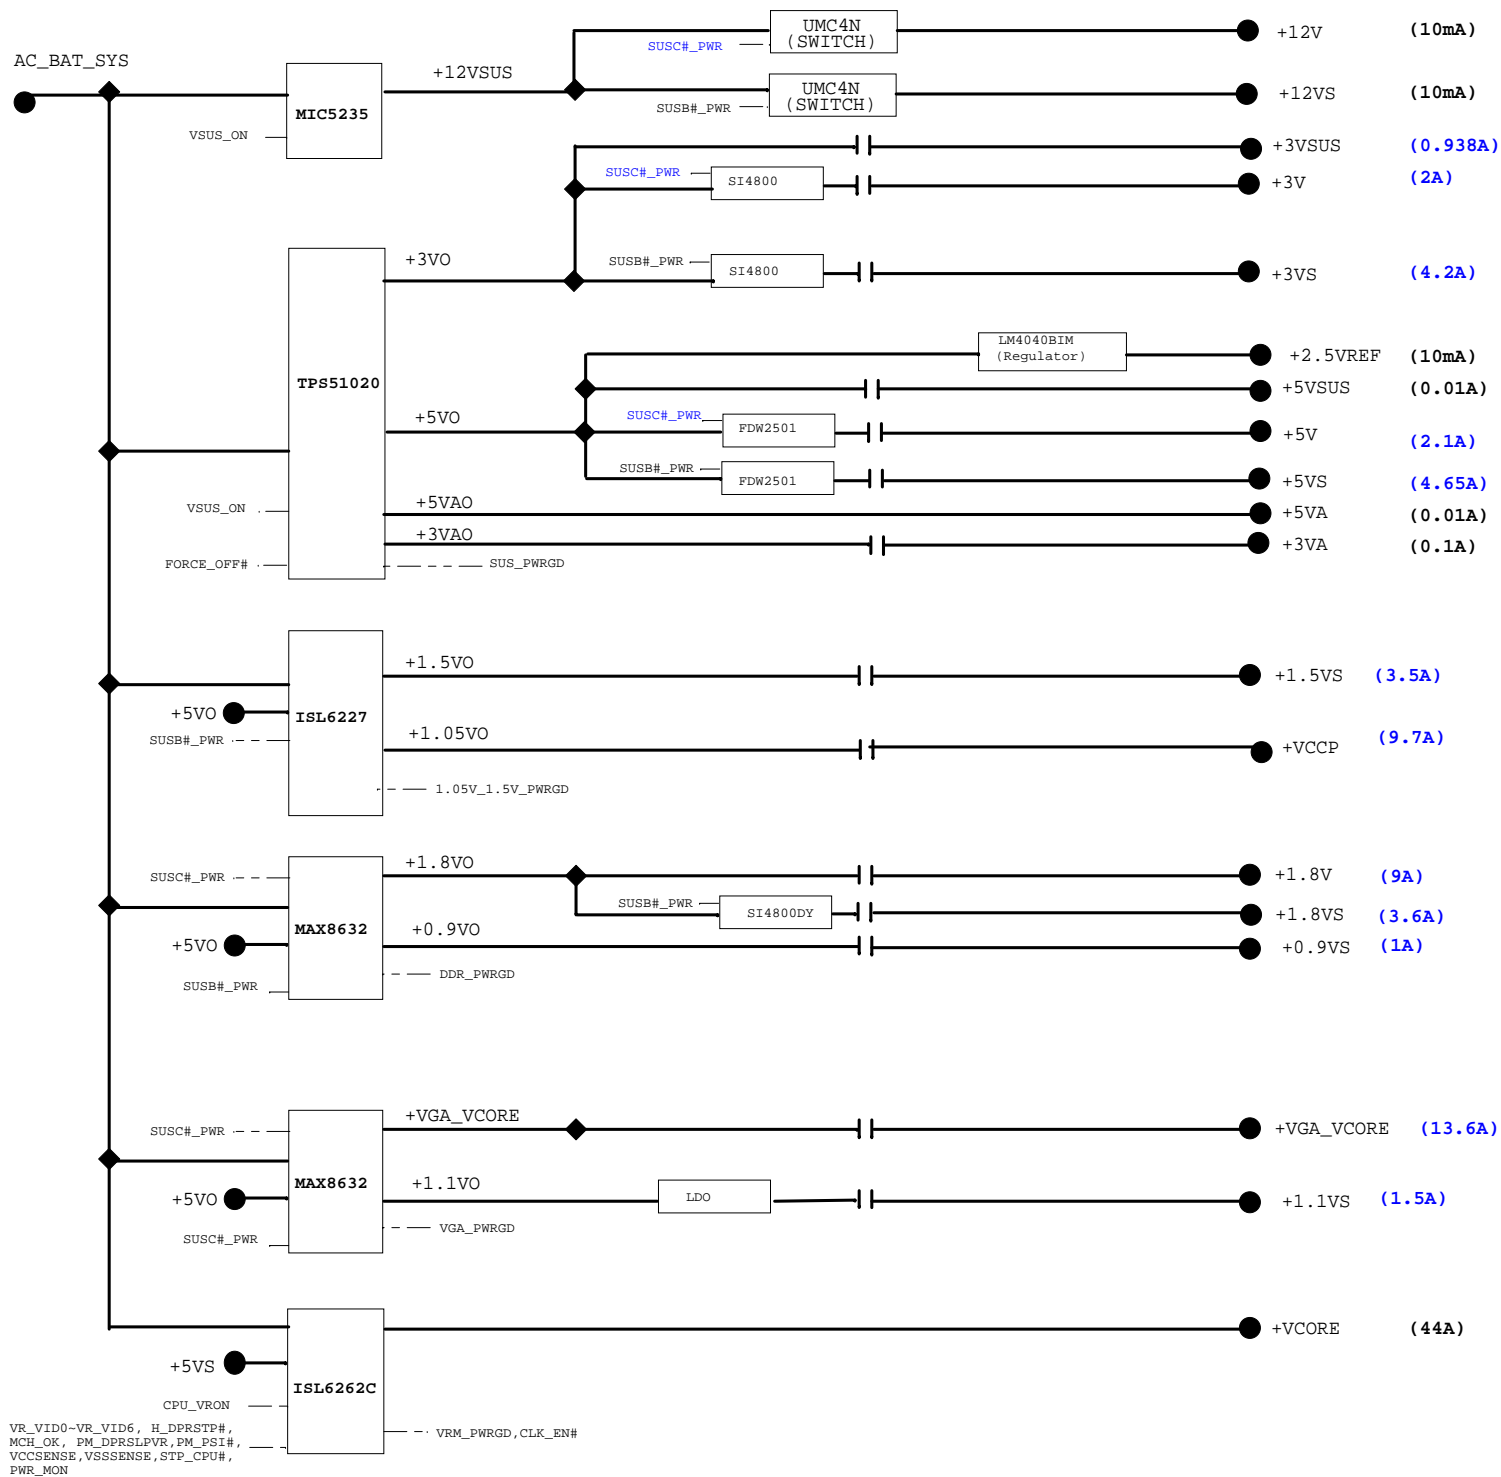 UMC4N
(SWITCH)
+12V
(10mA)
SUSC#_PWR
AC_BAT_SYS
+12VSUS
UMC4N
(SWITCH)
+12VS
(10mA)
SUSB#_PWR
MIC5235
VSUS_ON
+3VSUS
(0.938A)
SUSC#_PWR
SI4800
+3V
(2A)
+3VO
SUSB#_PWR
SI4800
+3VS
(4.2A)
LM4040BIM
(Regulator)
+2.5VREF
(10mA)
TPS51020
+5VSUS
(0.01A)
+5VO
SUSC#_PWR
FDW2501
+5V
(2.1A)
SUSB#_PWR
FDW2501
+5VS
(4.65A)
VSUS_ON
+5VAO
+5VA
(0.01A)
+3VAO
+3VA
(0.1A)
FORCE_OFF#
SUS_PWRGD
+1.5VO
+1.5VS
(3.5A)
+5VO
ISL6227
SUSB#_PWR
+1.05VO
+VCCP
(9.7A)
1.05V_1.5V_PWRGD
+1.8VO
SUSC#_PWR
+1.8V
(9A)
SUSB#_PWR
SI4800DY
+1.8VS
(3.6A)
MAX8632
+5VO
+0.9VO
+0.9VS
(1A)
DDR_PWRGD
SUSB#_PWR
+VGA_VCORE
SUSC#_PWR
+VGA_VCORE
(13.6A)
MAX8632
+1.1VO
+5VO
LDO
+1.1VS
(1.5A)
VGA_PWRGD
SUSC#_PWR
+VCORE
(44A)
+5VS
ISL6262C
CPU_VRON
VR_VID0~VR_VID6, H_DPRSTP#,
MCH_OK, PM_DPRSLPVR,PM_PSI#,
VCCSENSE,VSSSENSE,STP_CPU#,
PWR_MON
VRM_PWRGD,CLK_EN#